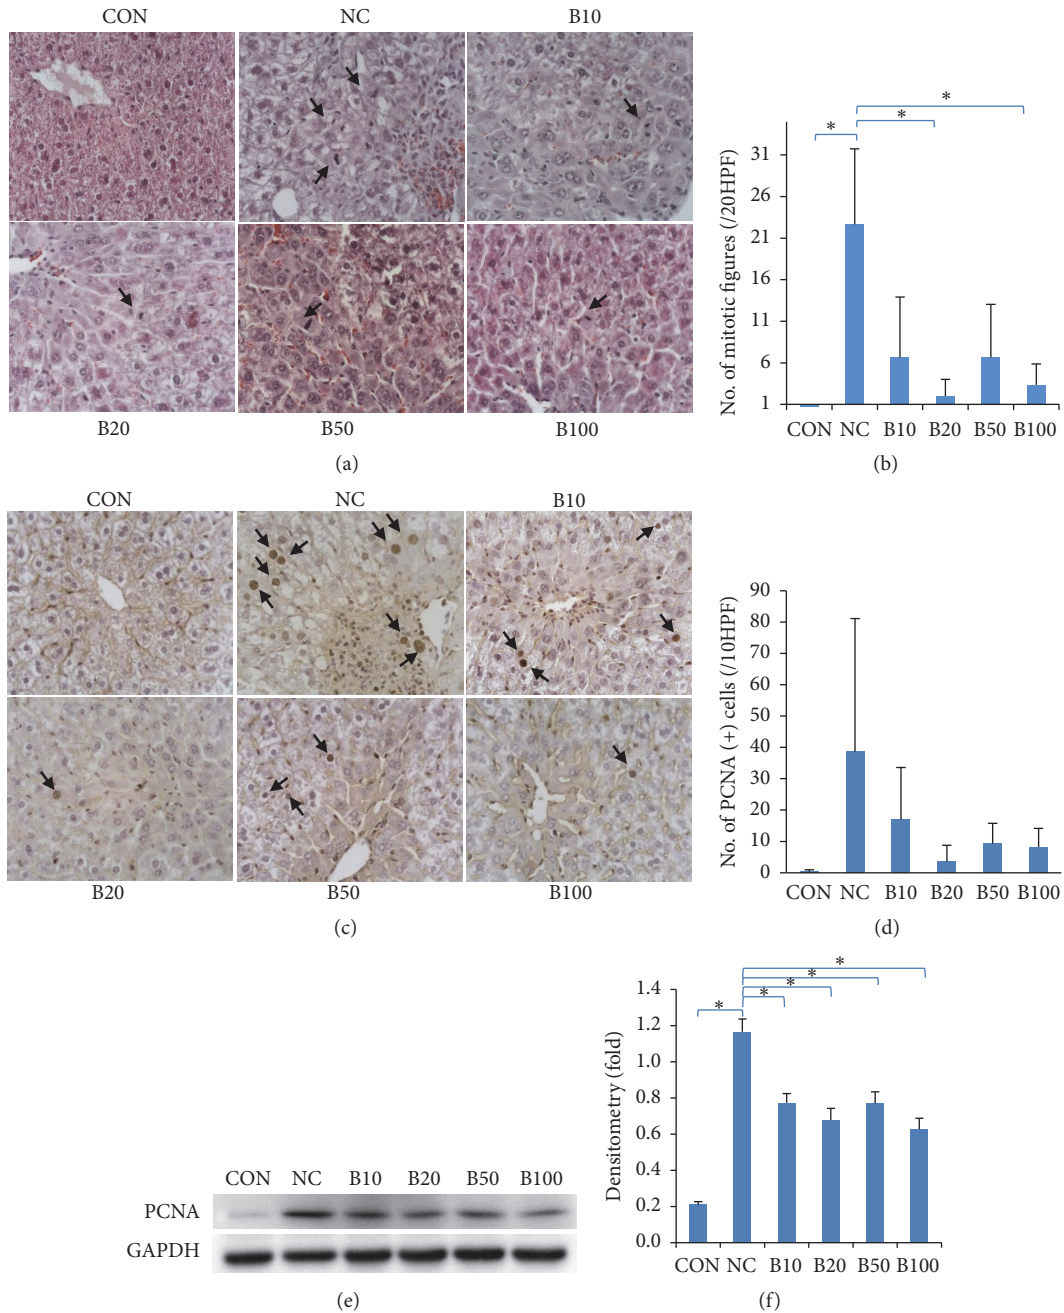 CON NC B10
B20 B50 B100
(a)
* * *
No. of mitotic figures (/20HPF)
31
26
21
16
11
6
1
CON NC B10 B20 B50 B100
(b)
CON NC B10
B20 B50 B100
(c)
No. of PCNA (+) cells (/10HPF)
90
80
70
60
50
40
30
20
10
0
CON NC B10 B20 B50 B100
(d)
CON NC B10 B20 B50 B100
PCNA
GAPDH
(e)
* * * * *
Densitometry (fold)
1.4
1.2
1.0
0.8
0.6
0.4
0.2
0.0
CON NC B10 B20 B50 B100
(f)